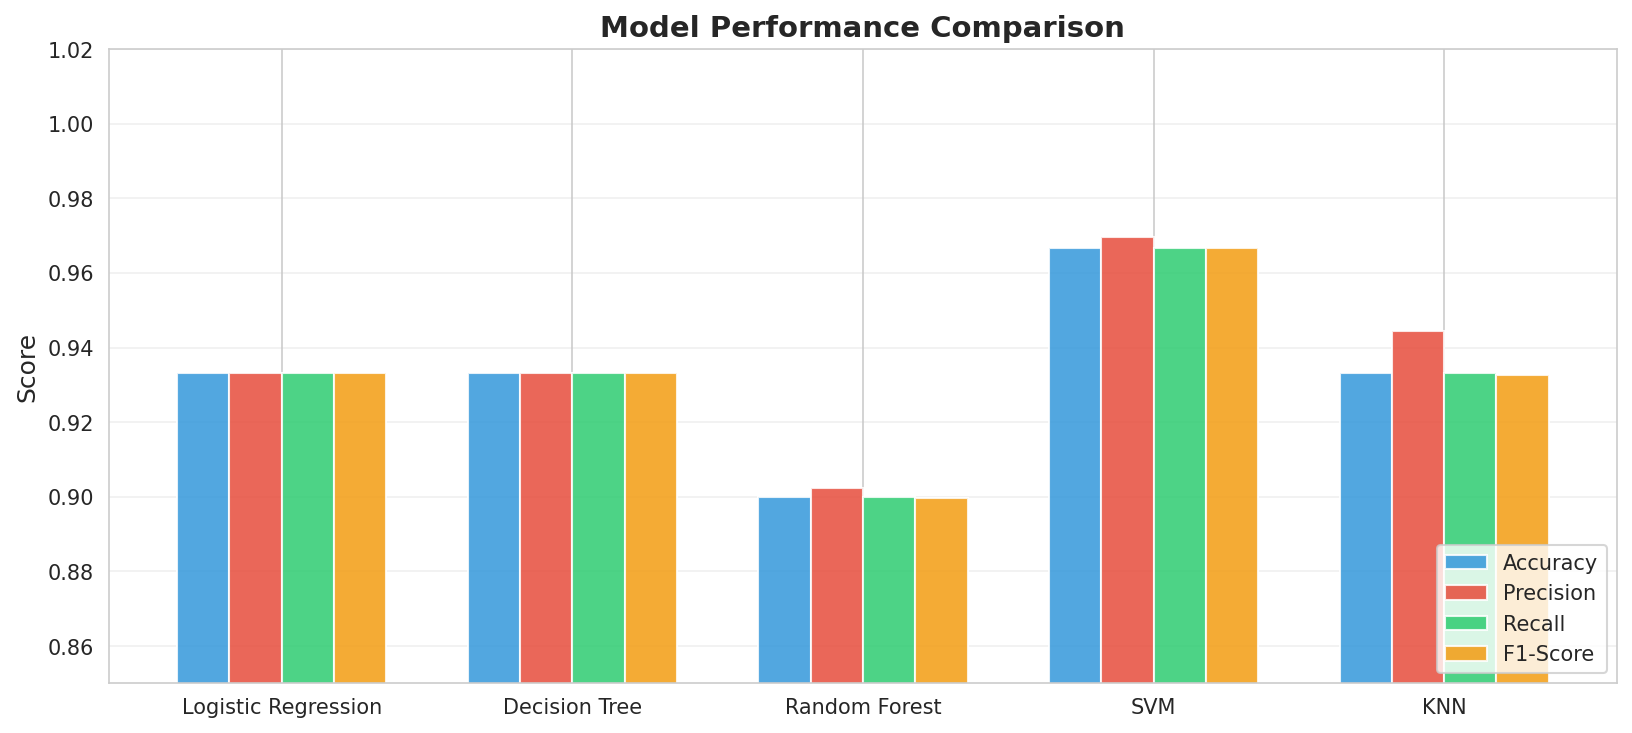 Model Performance Comparison
1.02
1.00
0.98
0.96
0.94
0.92
0.90
0.88
0.86
Score
Accuracy
Precision
Recall
F1-Score
Logistic Regression
Decision Tree
Random Forest
SVM
KNN